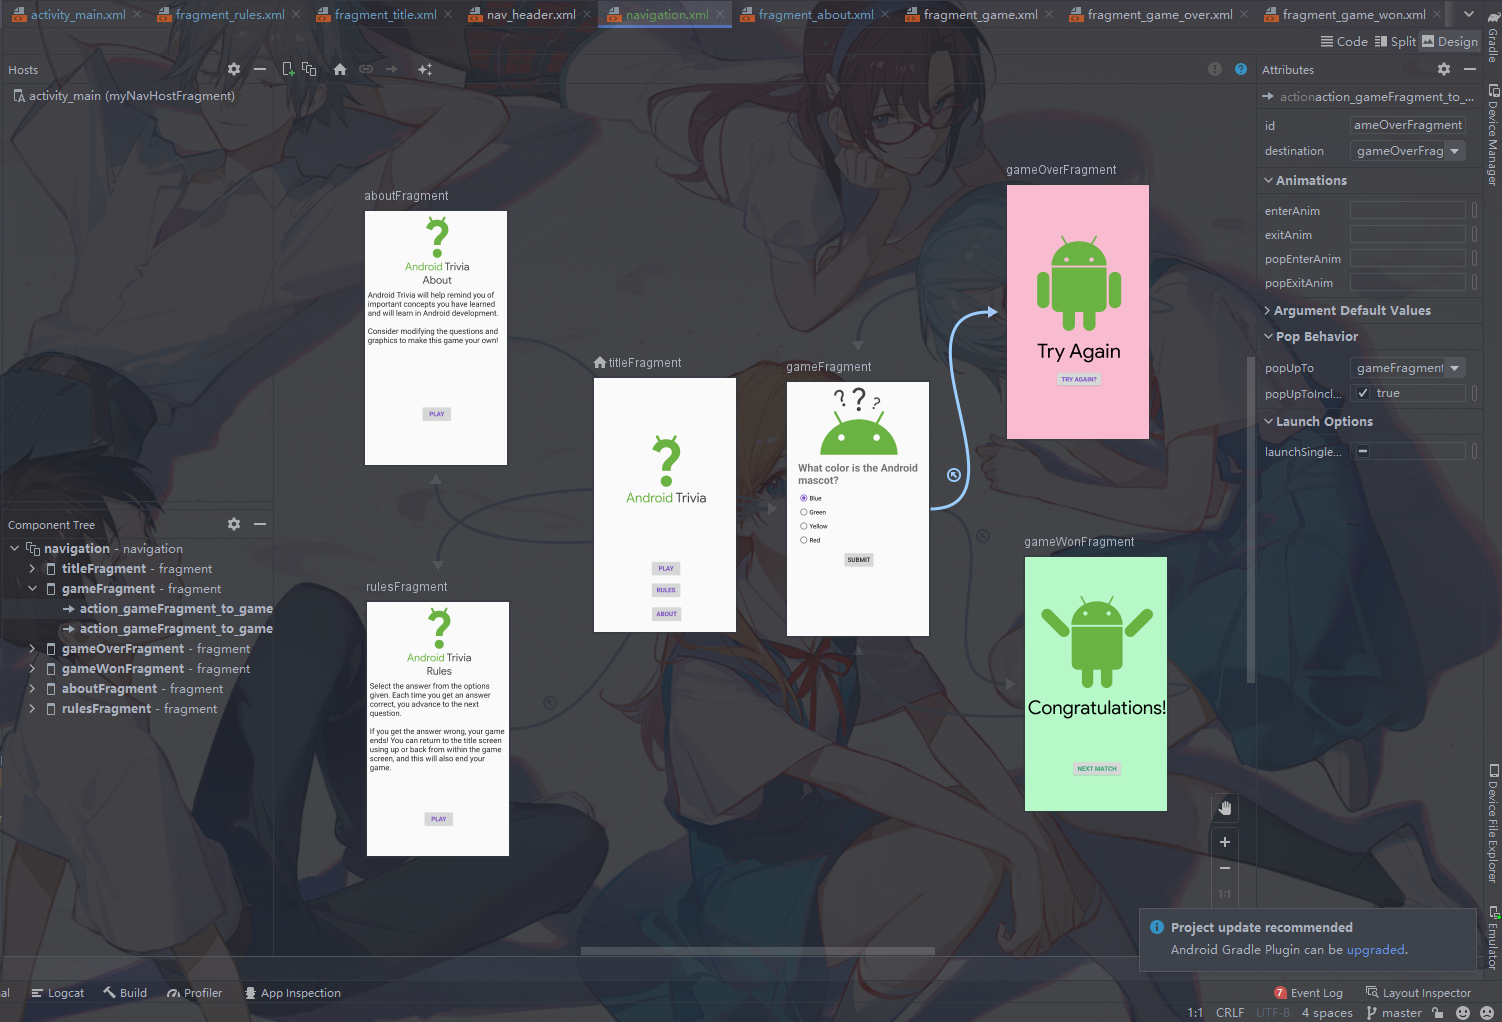 activity_main.xml
fragment_rules.xml
fragment_title.xml
nav_header.xml
navigation.xml
fragment_about.xml
fragment_game.xml
fragment_game_over.xml
fragment_game_won.xml
Code
Split
Design
Hosts
activity_main (myNavHostFragment)
Component Tree
navigation - navigation
titleFragment - fragment
gameFragment - fragment
action_gameFragment_to_game
action_gameFragment_to_game
gameOverFragment - fragment
gameWonFragment - fragment
aboutFragment - fragment
rulesFragment - fragment
aboutFragment
Android Trivia
About
Android Trivia will help remind you of
important concepts you have learned
and will learn in Android development.
Consider modifying the questions and
graphics to make this game your own!
PLAY
rulesFragment
Android Trivia
Rules
Select the answer from the options
given. Each time you get an answer
correct, you advance to the next
question.
If you get the answer wrong, your game
ends! You can return to the title screen
using up or back from within the game
screen, and this will also end your
game.
PLAY
titleFragment
Android Trivia
PLAY
RULES
ABOUT
gameFragment
What color is the Android
mascot?
Blue
Green
Yellow
Red
SUBMIT
gameOverFragment
Try Again
TRY AGAIN?
gameWonFragment
Congratulations!
NEXT MATCH
1:1
Attributes
actionaction_gameFragment_to_...
id
ameOverFragment
destination
gameOverFrag
Animations
enterAnim
exitAnim
popEnterAnim
popExitAnim
Argument Default Values
Pop Behavior
popUpTo
gameFragment
popUpToIncl...
true
Launch Options
launchSingle...
Gradle
Device Manager
Device File Explorer
Emulator
Project update recommended
Android Gradle Plugin can be upgraded.
al
Logcat
Build
Profiler
App Inspection
7 Event Log
Layout Inspector
1:1
CRLF
UTF-8
4 spaces
master